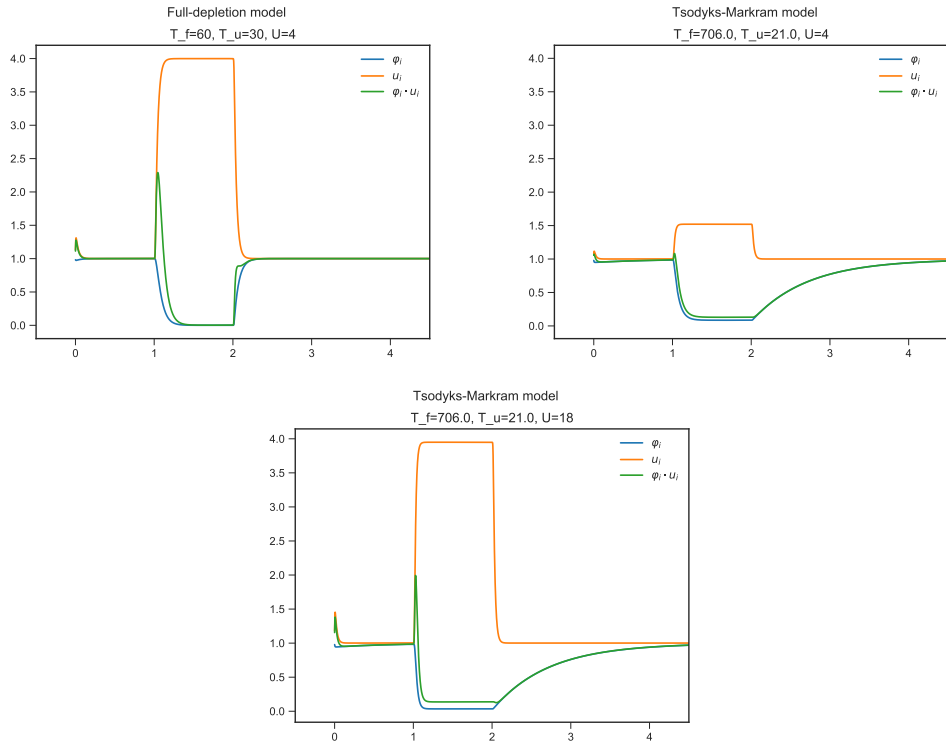 Full-depletion model
T_f=60, T_u=30, U=4
φᵢ
uᵢ
φᵢ · uᵢ
4.0
3.5
3.0
2.5
2.0
1.5
1.0
0.5
0.0
0 1 2 3 4
Tsodyks-Markram model
T_f=706.0, T_u=21.0, U=4
φᵢ
uᵢ
φᵢ · uᵢ
4.0
3.5
3.0
2.5
2.0
1.5
1.0
0.5
0.0
0 1 2 3 4
Tsodyks-Markram model
T_f=706.0, T_u=21.0, U=18
φᵢ
uᵢ
φᵢ · uᵢ
4.0
3.5
3.0
2.5
2.0
1.5
1.0
0.5
0.0
0 1 2 3 4